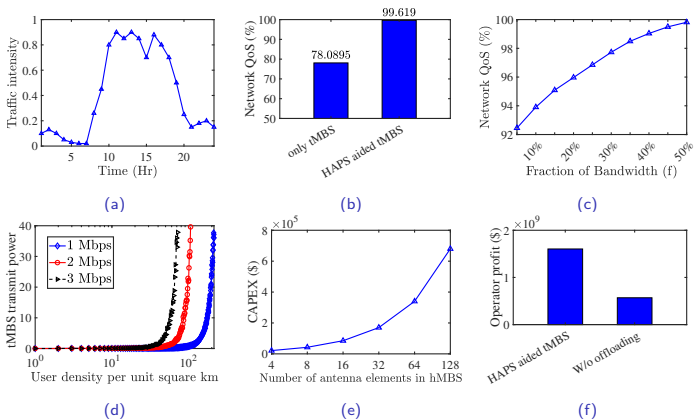 Traffic intensity
1
0.8
0.6
0.4
0.2
0
5
10
15
20
Time (Hr)
(a)
Network QoS (%)
100
90
80
70
60
50
78.0895
99.619
only tMBS
HAPS aided tMBS
(b)
Network QoS (%)
100
98
96
94
92
10%
20%
30%
40%
50%
Fraction of Bandwidth (f)
(c)
tMBS transmit power
40
30
20
10
0
1 Mbps
2 Mbps
3 Mbps
10^0
10^1
10^2
User density per unit square km
(d)
CAPEX ($)
×10^5
8
6
4
2
0
4
8
16
32
64
128
Number of antenna elements in hMBS
(e)
Operator profit ($)
×10^9
2
1
0
HAPS aided tMBS
W/o offloading
(f)